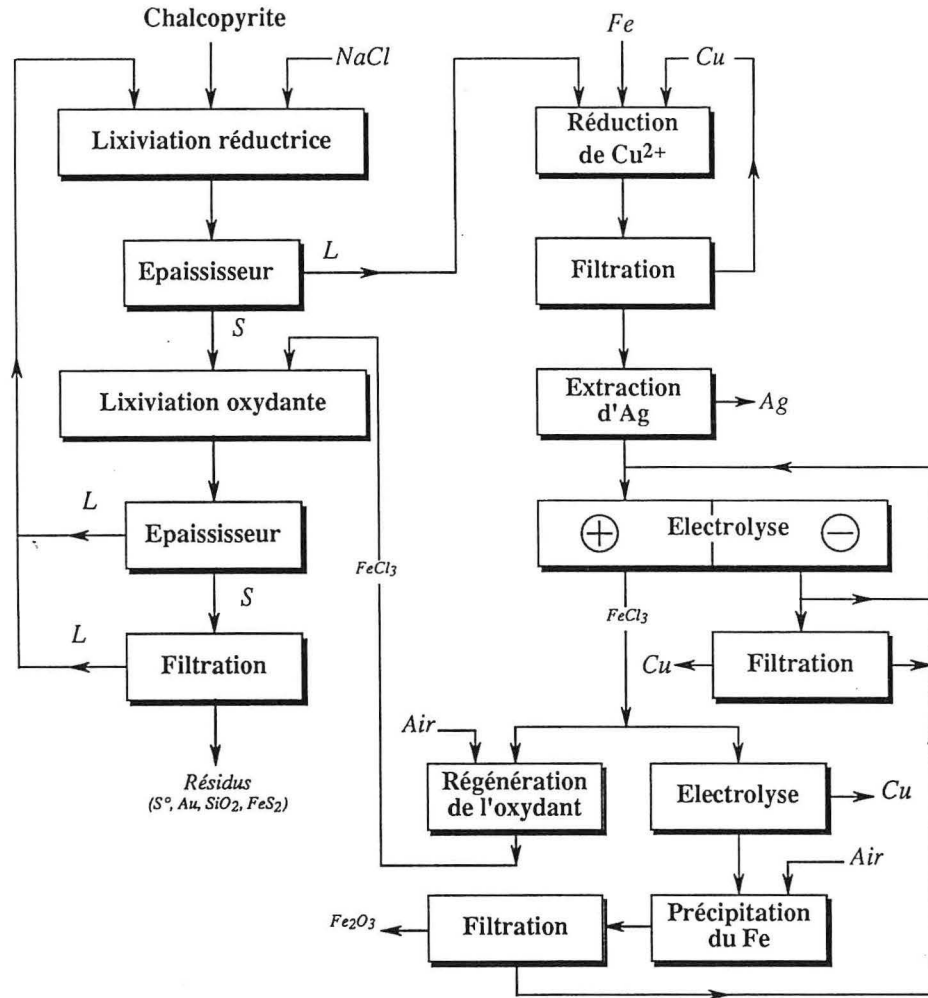 Chalcopyrite
NaCl
Lixiviation réductrice
Epaississeur
L
S
Lixiviation oxydante
L
Epaississeur
S
L
Filtration
Résidus
(S°, Au, SiO2, FeS2)
Fe
Cu
Réduction
de Cu2+
Filtration
Extraction
d'Ag
Ag
+
Electrolyse
−
FeCl3
FeCl3
Cu
Filtration
Air
Régénération
de l'oxydant
Electrolyse
Cu
Air
Précipitation
du Fe
Filtration
Fe2O3